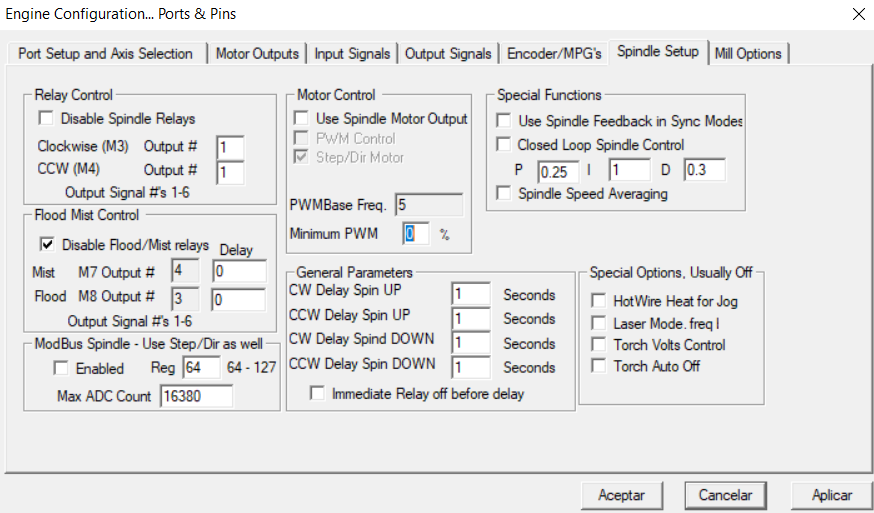 Engine Configuration... Ports & Pins
Port Setup and Axis Selection
Motor Outputs
Input Signals
Output Signals
Encoder/MPG's
Spindle Setup
Mill Options
Relay Control
Disable Spindle Relays
Clockwise (M3) Output # 1
CCW (M4) Output # 1
Output Signal #'s 1-6
Flood Mist Control
Disable Flood/Mist relays Delay
Mist M7 Output # 4 0
Flood M8 Output # 3 0
Output Signal #'s 1-6
ModBus Spindle - Use Step/Dir as well
Enabled Reg 64 64 - 127
Max ADC Count 16380
Motor Control
Use Spindle Motor Output
PWM Control
Step/Dir Motor
PWMBase Freq. 5
Minimum PWM 0 %
General Parameters
CW Delay Spin UP 1 Seconds
CCW Delay Spin UP 1 Seconds
CW Delay Spind DOWN 1 Seconds
CCW Delay Spin DOWN 1 Seconds
Immediate Relay off before delay
Special Functions
Use Spindle Feedback in Sync Modes
Closed Loop Spindle Control
P 0.25 I 1 D 0.3
Spindle Speed Averaging
Special Options, Usually Off
HotWire Heat for Jog
Laser Mode. freq I
Torch Volts Control
Torch Auto Off
Aceptar
Cancelar
Aplicar